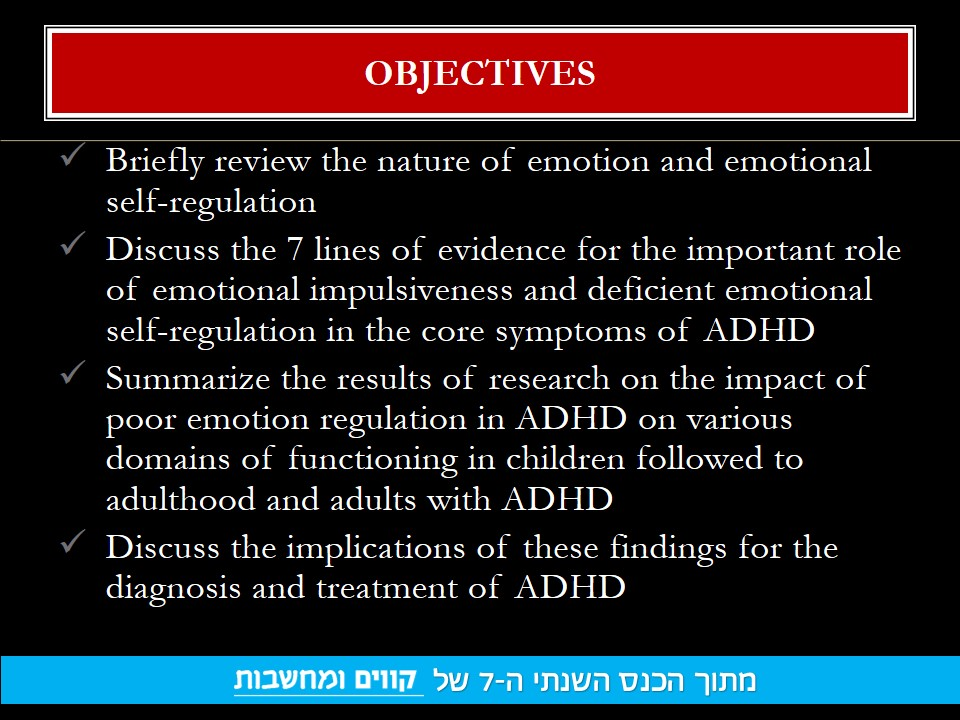 OBJECTIVES
Briefly review the nature of emotion and emotional
self-regulation
Discuss the 7 lines of evidence for the important role
of emotional impulsiveness and deficient emotional
self-regulation in the core symptoms of ADHD
Summarize the results of research on the impact of
poor emotion regulation in ADHD on various
domains of functioning in children followed to
adulthood and adults with ADHD
Discuss the implications of these findings for the
diagnosis and treatment of ADHD
מתוך הכנס השנתי ה-7 של קווים ומחשבות